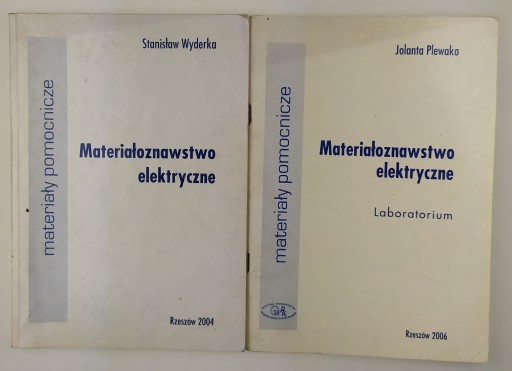 Stanisław Wyderka
materiały pomocnicze
Materiałoznawstwo
elektryczne
Rzeszów 2004
Jolanta Plewako
materiały pomocnicze
Materiałoznawstwo
elektryczne
Laboratorium
Rzeszów 2006